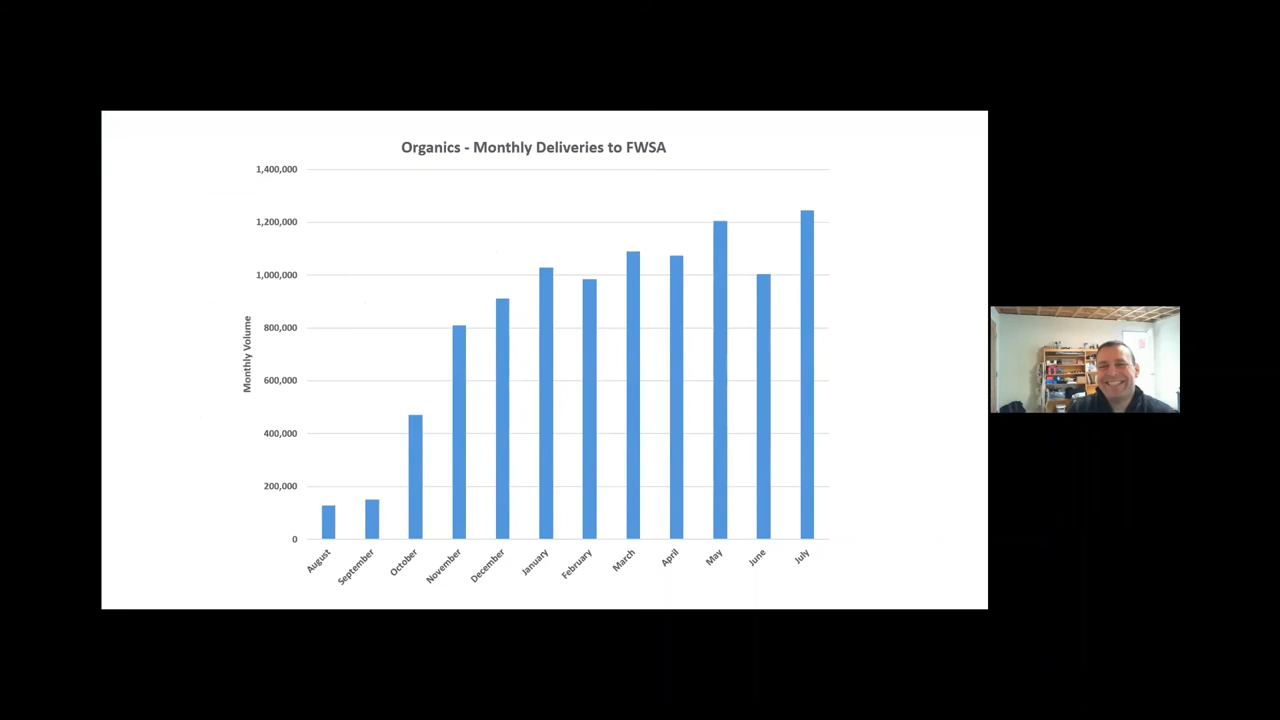 Organics - Monthly Deliveries to FWSA
1,400,000
1,200,000
1,000,000
800,000
600,000
400,000
200,000
0
Monthly Volume
August
September
October
November
December
January
February
March
April
May
June
July